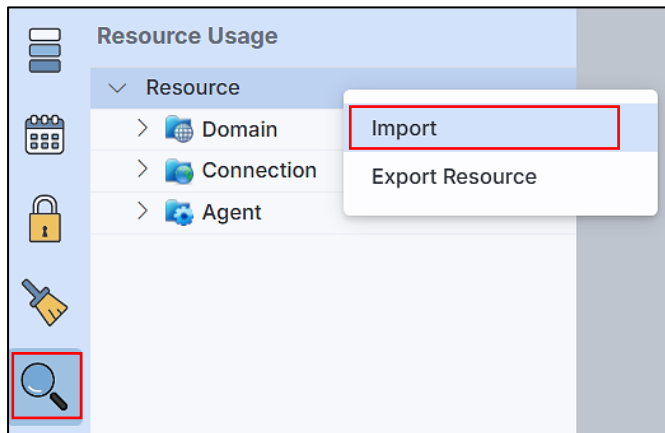 Resource Usage
Resource
Import
Domain
Connection
Export Resource
Agent